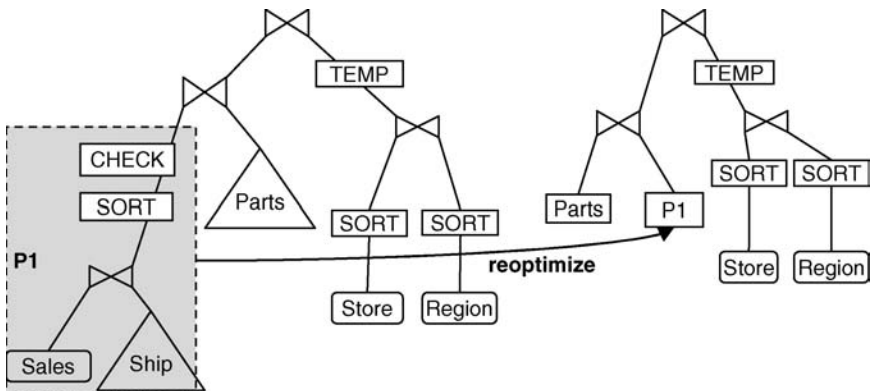 TEMP
TEMP
CHECK
SORT
Parts
SORT
SORT
Parts
P1
SORT
SORT
P1
reoptimize
Store
Region
Store
Region
Sales
Ship